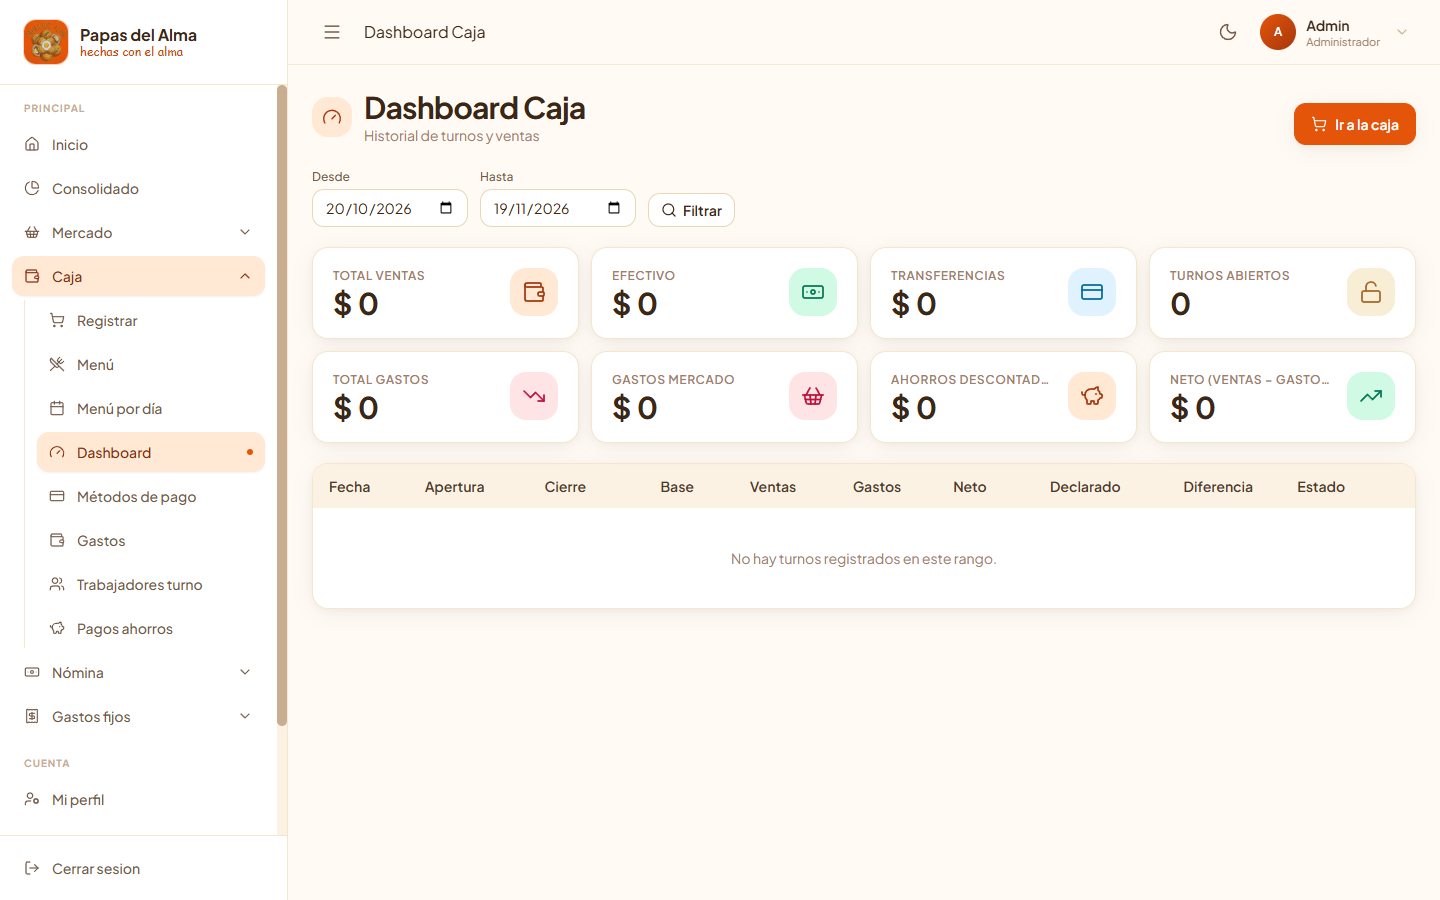 Papas del Alma
hechas con el alma
PRINCIPAL
Inicio
Consolidado
Mercado
Caja
Registrar
Menú
Menú por día
Dashboard
Métodos de pago
Gastos
Trabajadores turno
Pagos ahorros
Nómina
Gastos fijos
CUENTA
Mi perfil
Cerrar sesion
Dashboard Caja
A
Admin
Administrador
Dashboard Caja
Historial de turnos y ventas
Ir a la caja
Desde
Hasta
20/10/2026
19/11/2026
Filtrar
TOTAL VENTAS
$ 0
EFECTIVO
$ 0
TRANSFERENCIAS
$ 0
TURNOS ABIERTOS
0
TOTAL GASTOS
$ 0
GASTOS MERCADO
$ 0
AHORROS DESCONTAD...
$ 0
NETO (VENTAS - GASTO...
$ 0
Fecha Apertura Cierre Base Ventas Gastos Neto Declarado Diferencia Estado
No hay turnos registrados en este rango.